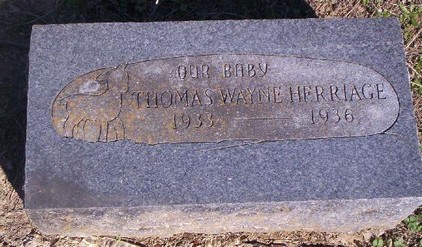 OUR BABY
THOMAS WAYNE HERRIAGE
1933 1936